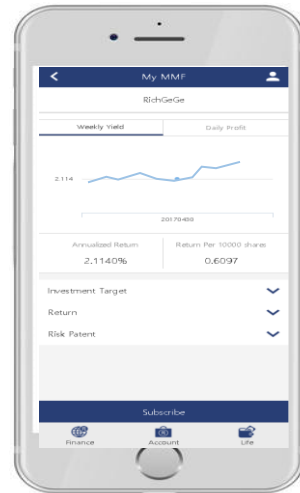 My MMF
RichGeGe
Weekly Yield Daily Profit
2.114
20170400
Annualized Return Return Per 10000 shares
2.1140% 0.6097
Investment Target
Return
Risk Patent
Subscribe
Finance Account Life